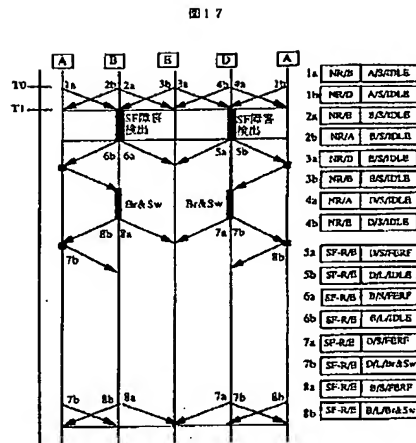 図17
A B E D A
T0
T1
1a 2b 2a 3b 3a 4b 4a 1b
SF障害
検出
SF障害
検出
6b 6a 5a 5b
Br&Sw Br&Sw
8b 8a 7a 7b
7b 8b
7b 8b 8a 7a 7b 8b
1a NR/B A/S/IDLE
1b NR/D A/S/IDLE
2a NR/E B/S/IDLE
2b NR/A B/S/IDLE
3a NR/D E/S/IDLE
3b NR/B E/S/IDLE
4a NR/A D/S/IDLE
4b NR/E D/S/IDLE
5a SF-R/B D/S/FERF
5b SF-R/B D/L/IDLE
6a SF-R/E B/S/FERF
6b SF-R/E B/L/IDLE
7a SF-R/E D/S/FERF
7b SF-R/B D/L/Br&Sw
8a SF-R/E B/S/FERF
8b SF-R/E B/L/Br&Sw